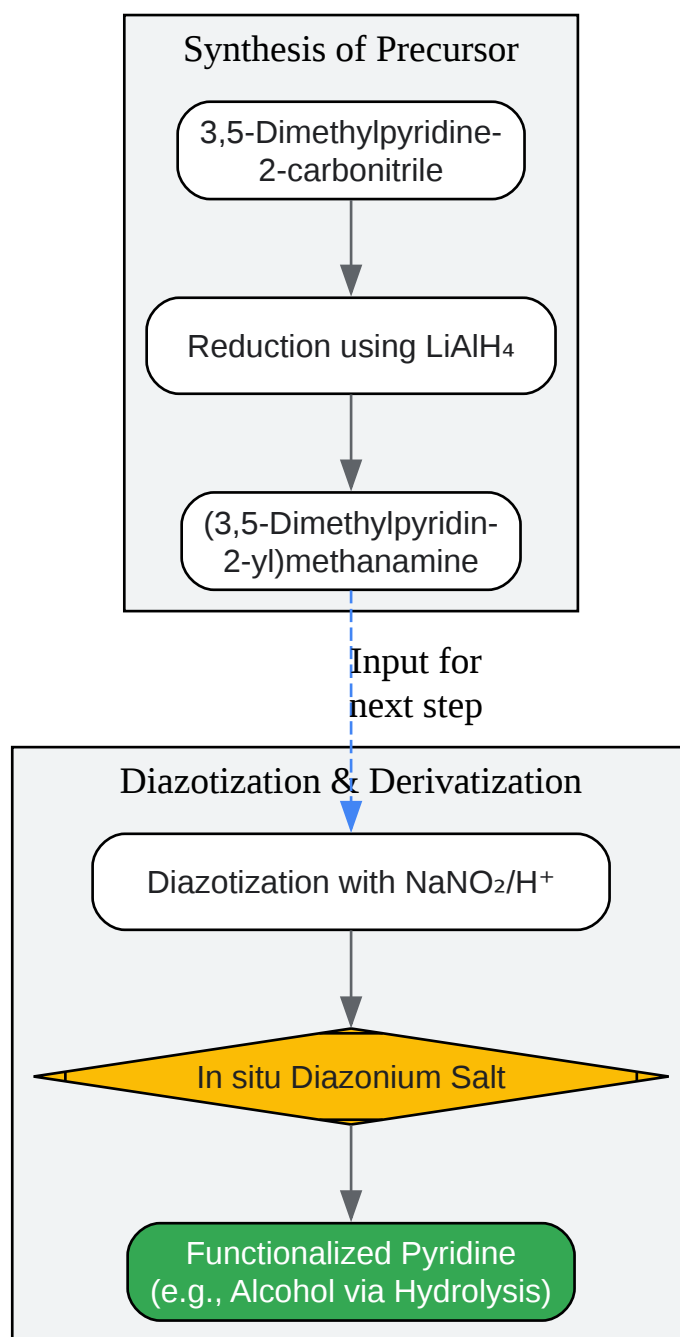 Synthesis of Precursor
3,5-Dimethylpyridine-
2-carbonitrile
Reduction using LiAlH₄
(3,5-Dimethylpyridin-
2-yl)methanamine
Input for
next step
Diazotization & Derivatization
Diazotization with NaNO₂/H⁺
In situ Diazonium Salt
Functionalized Pyridine
(e.g., Alcohol via Hydrolysis)